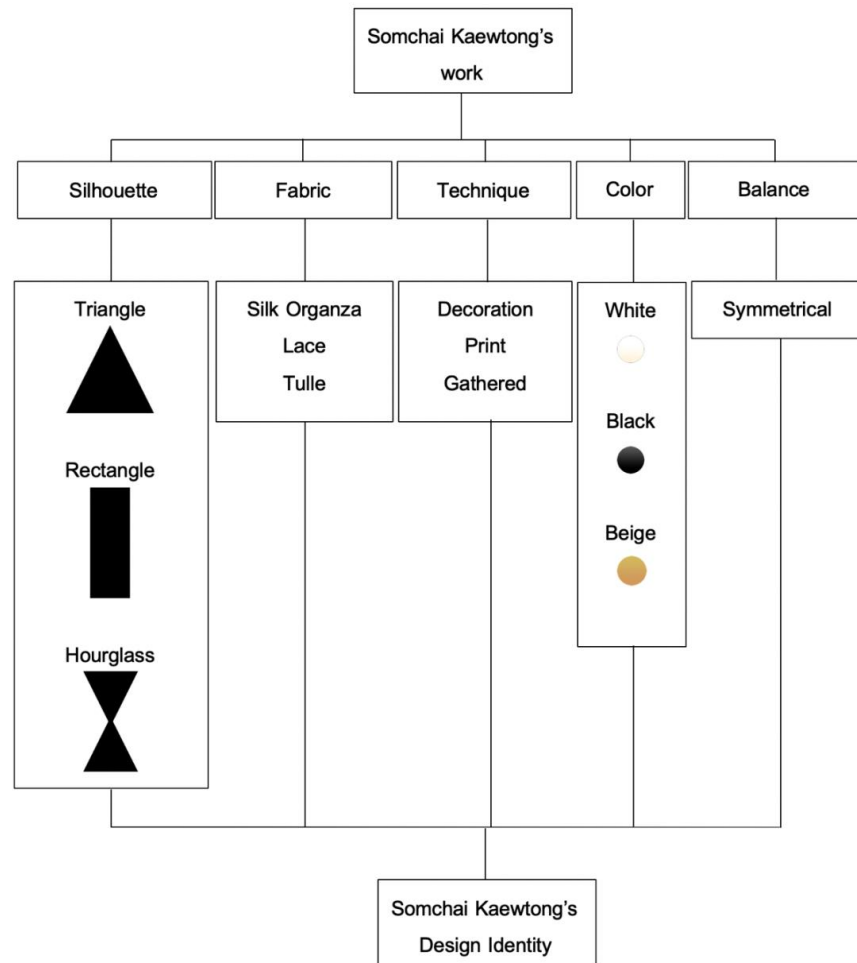 Somchai Kaewtong's
work
Silhouette
Fabric
Technique
Color
Balance
Triangle
Rectangle
Hourglass
Silk Organza
Lace
Tulle
Decoration
Print
Gathered
White
Black
Beige
Symmetrical
Somchai Kaewtong's
Design Identity